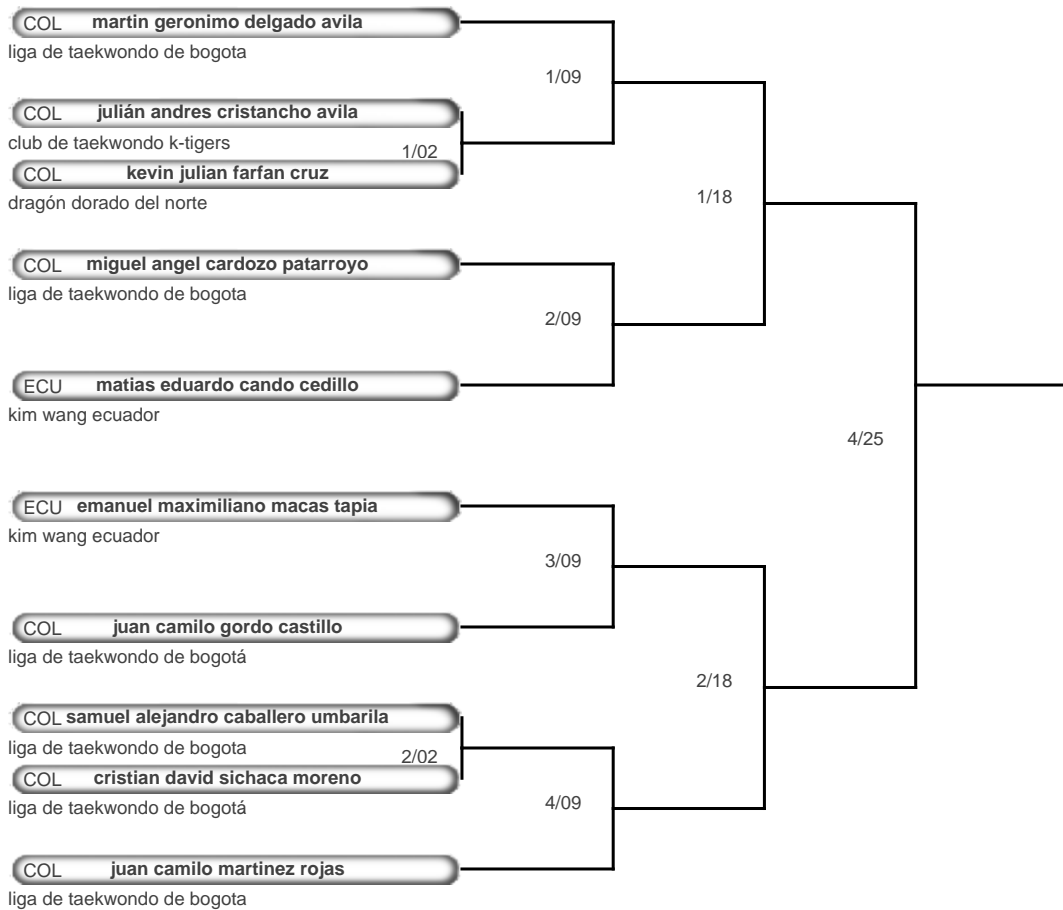 COL martin geronimo delgado avila
liga de taekwondo de bogota
1/09
COL julián andres cristancho avila
club de taekwondo k-tigers
1/02
COL kevin julian farfan cruz
dragón dorado del norte
1/18
COL miguel angel cardozo patarroyo
liga de taekwondo de bogota
2/09
ECU matias eduardo cando cedillo
kim wang ecuador
4/25
ECU emanuel maximiliano macas tapia
kim wang ecuador
3/09
COL juan camilo gordo castillo
liga de taekwondo de bogotá
2/18
COL samuel alejandro caballero umbarila
liga de taekwondo de bogota
2/02
COL cristian david sichaca moreno
liga de taekwondo de bogotá
4/09
COL juan camilo martinez rojas
liga de taekwondo de bogota